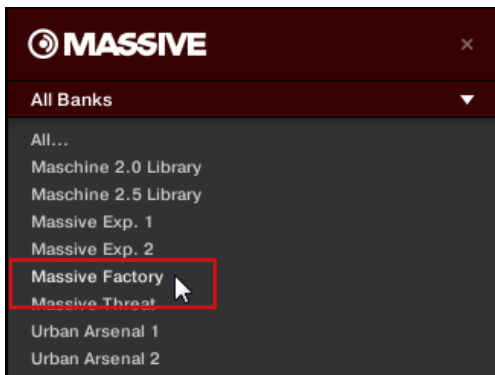 MASSIVE
All Banks
All...
Maschine 2.0 Library
Maschine 2.5 Library
Massive Exp. 1
Massive Exp. 2
Massive Factory
Massive Threat
Urban Arsenal 1
Urban Arsenal 2